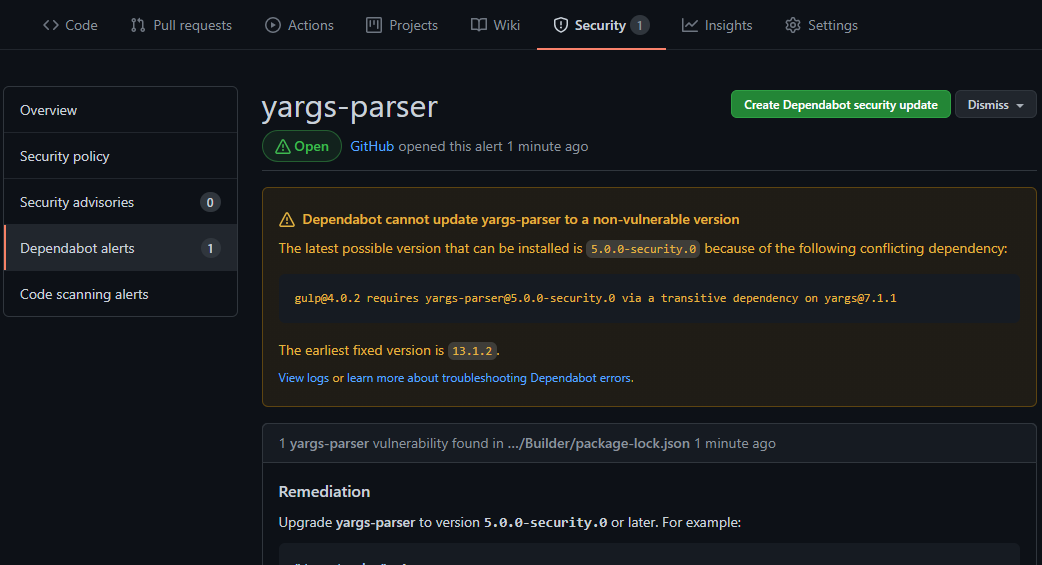 Code Pull requests Actions Projects Wiki Security 1 Insights Settings
Overview
Security policy
Security advisories 0
Dependabot alerts 1
Code scanning alerts
yargs-parser
Create Dependabot security update Dismiss
Open GitHub opened this alert 1 minute ago
Dependabot cannot update yargs-parser to a non-vulnerable version
The latest possible version that can be installed is 5.0.0-security.0 because of the following conflicting dependency:
gulp@4.0.2 requires yargs-parser@5.0.0-security.0 via a transitive dependency on yargs@7.1.1
The earliest fixed version is 13.1.2.
View logs or learn more about troubleshooting Dependabot errors.
1 yargs-parser vulnerability found in …/Builder/package-lock.json 1 minute ago
Remediation
Upgrade yargs-parser to version 5.0.0-security.0 or later. For example: